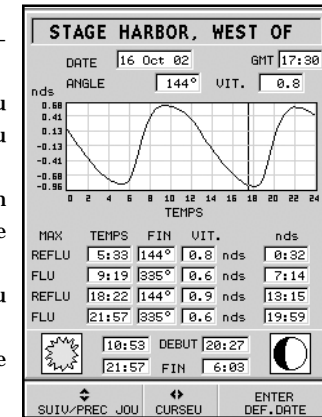 STAGE HARBOR, WEST OF
DATE 16 Oct 02 GMT 17:30
ANGLE 144° VIT. 0.8
nds
0.68
0.41
0.13
-0.13
-0.41
-0.68
-0.96
0 2 4 6 8 10 12 14 16 18 20 22 24
TEMPS
MAX TEMPS FIN VIT. nds
REFLU 5:33 144° 0.8 nds 0:32
FLU 9:19 335° 0.6 nds 7:14
REFLU 18:22 144° 0.9 nds 13:15
FLU 21:57 335° 0.6 nds 19:59
10:53 DEBUT 20:27
21:57 FIN 6:03
SUIV/PREC JOU CURSEU ENTER DEF.DATE
u
u
n
e
u
e